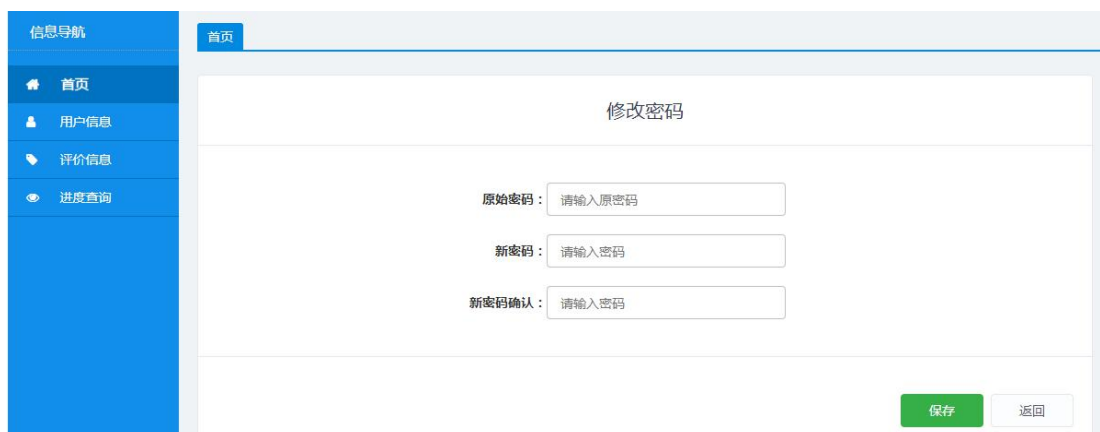 信息导航
首页
用户信息
评价信息
进度查询
首页
修改密码
原始密码： 请输入原密码
新密码： 请输入密码
新密码确认： 请输入密码
保存 返回